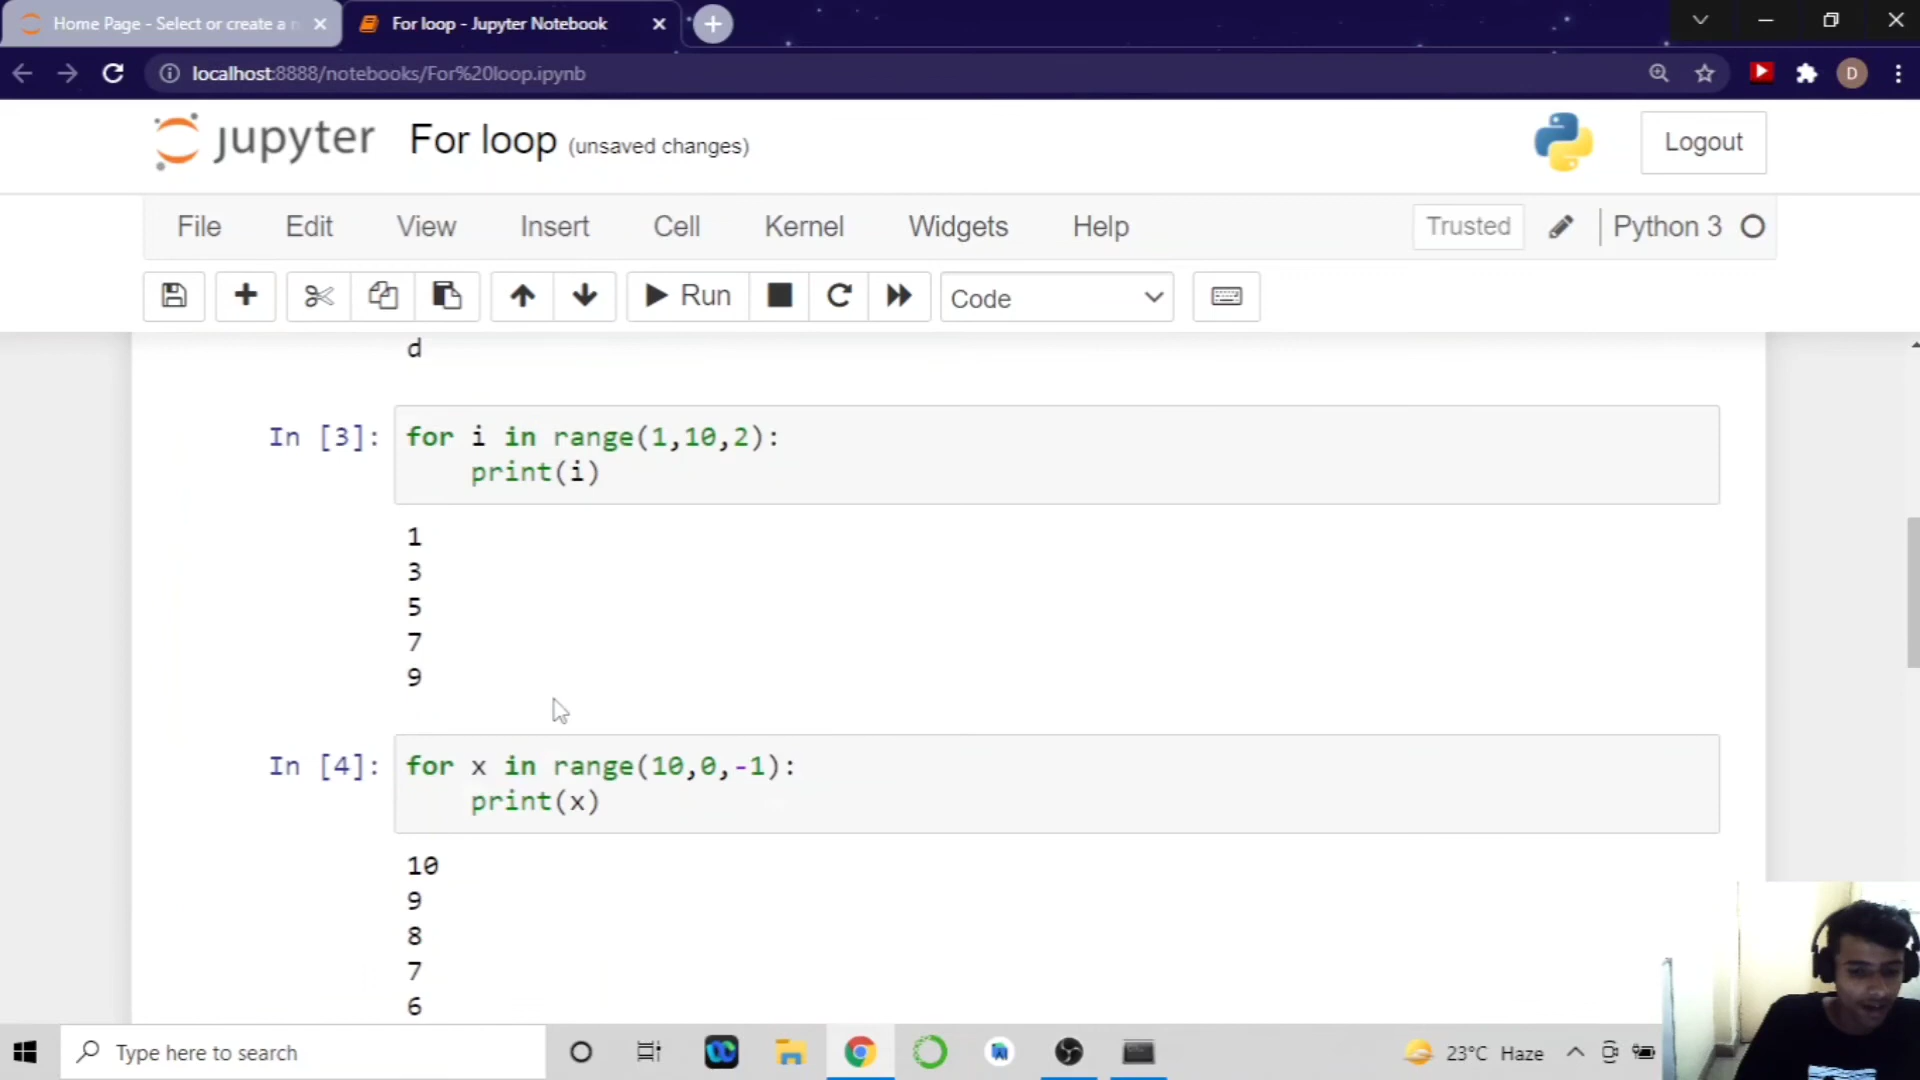 Home Page - Select or create a n
For loop - Jupyter Notebook
localhost:8888/notebooks/For%20loop.ipynb
D
jupyter For loop (unsaved changes)
Logout
File Edit View Insert Cell Kernel Widgets Help Trusted Python 3
Run Code
d
In [3]: for i in range(1,10,2):
print(i)
1
3
5
7
9
In [4]: for x in range(10,0,-1):
print(x)
10
9
8
7
6
Type here to search
23°C Haze